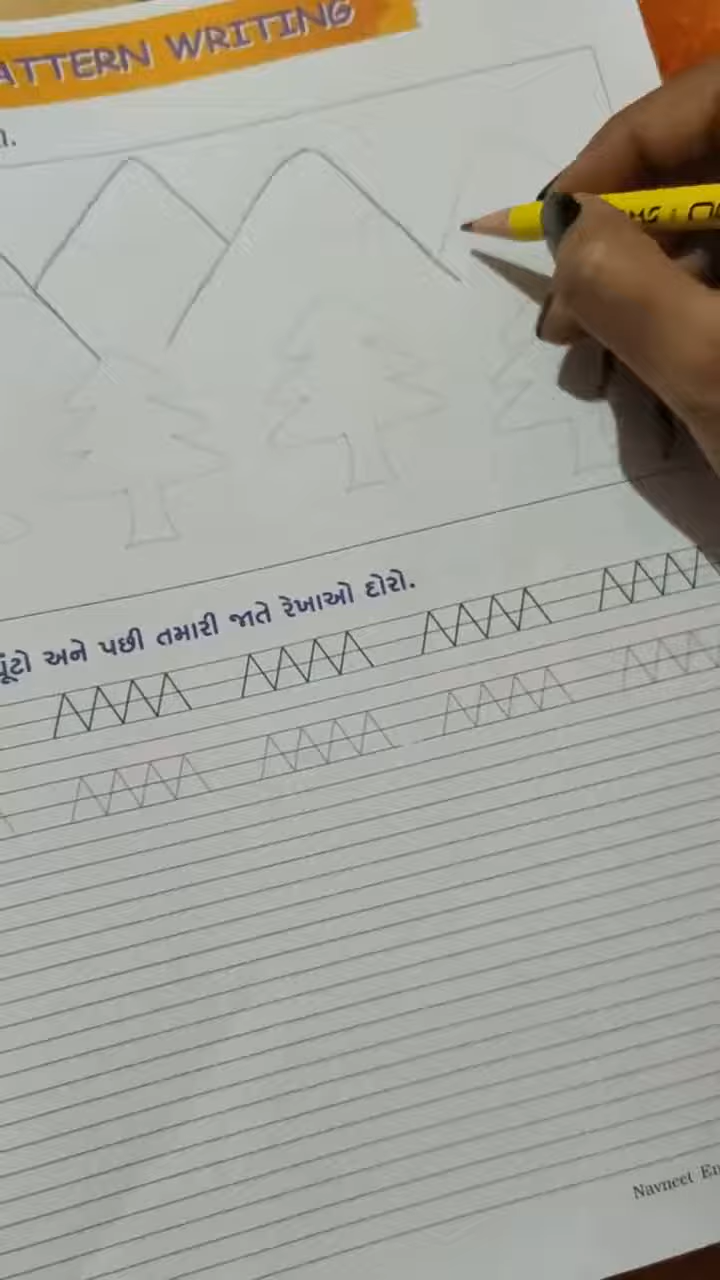 ATTERN WRITING
ઘૂંટો અને પછી તમારી જાતે રેખાઓ દોરો.
Navneet